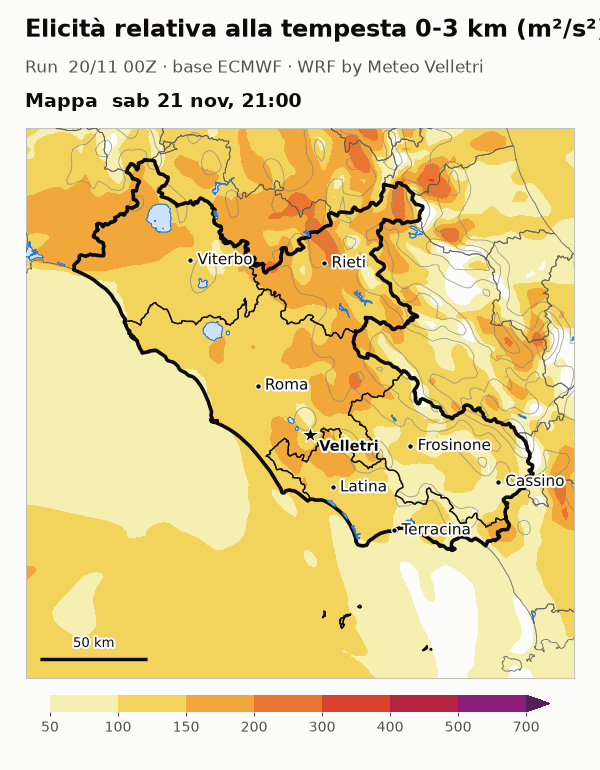 Elicità relativa alla tempesta 0-3 km (m²/s²)
Run  20/11 00Z · base ECMWF · WRF by Meteo Velletri
Mappa  sab 21 nov, 21:00
Viterbo
Rieti
Roma
Velletri
Frosinone
Cassino
Latina
Terracina
50 km
50 100 150 200 300 400 500 700